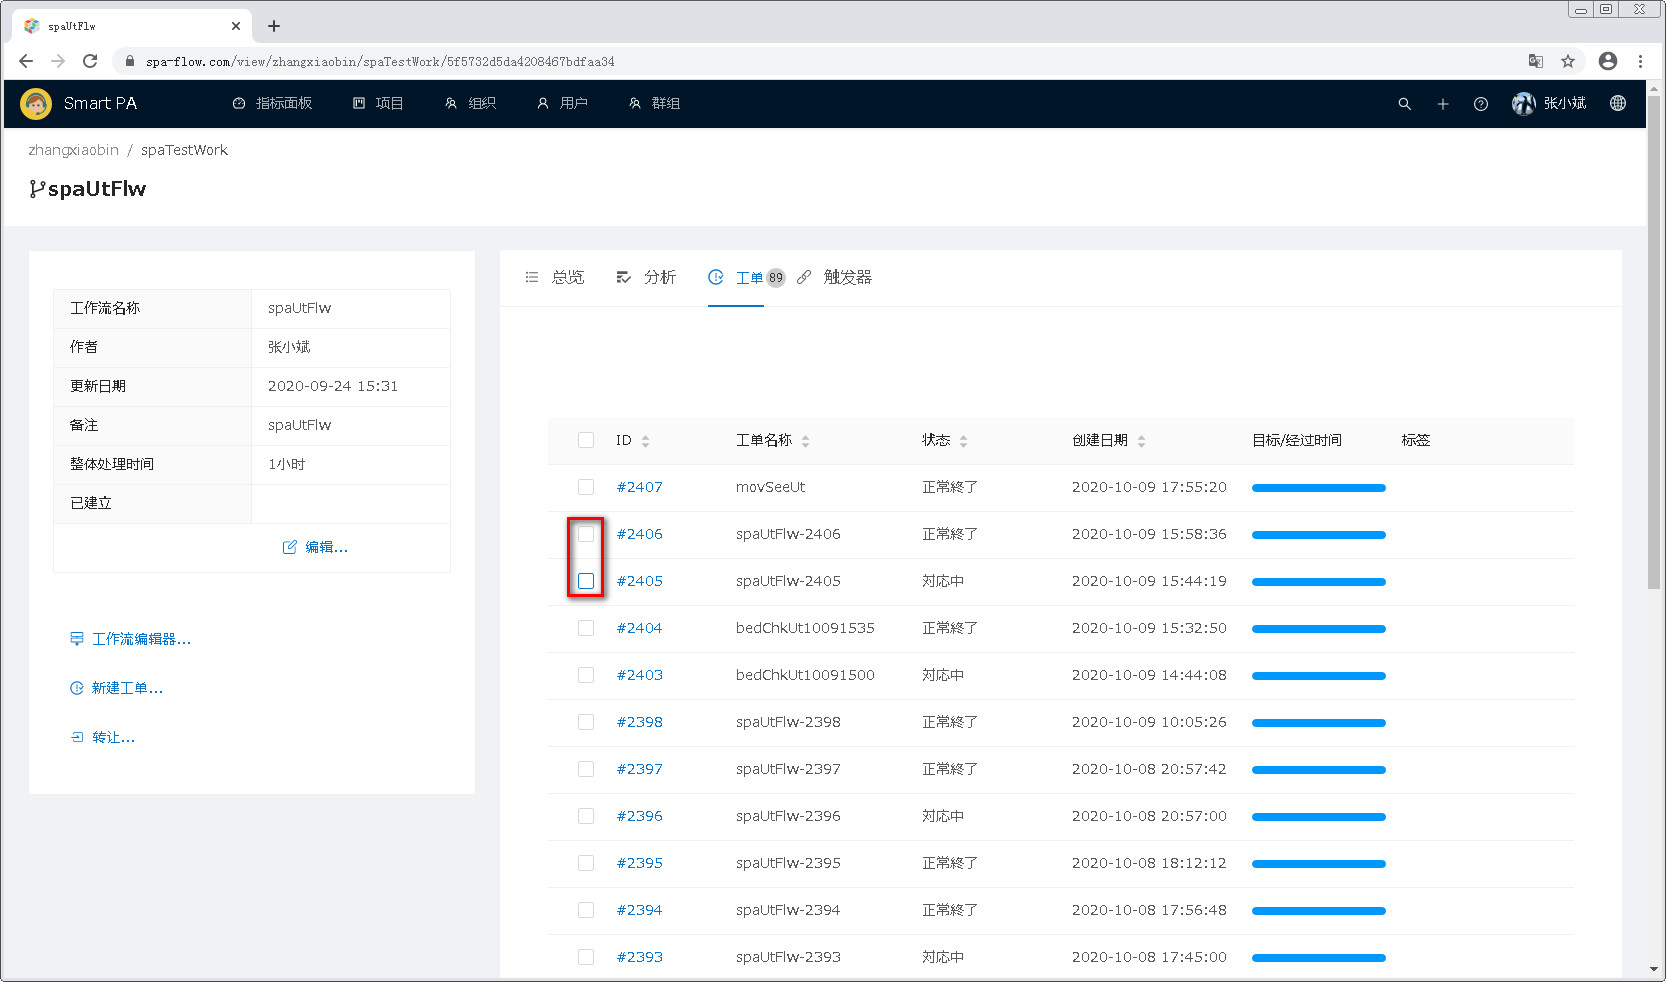 spaUtFlw
spa-flow.com/view/zhangxiaobin/spaTestWork/5f5732d5da4208467bdfaa34
Smart PA 指标面板 项目 组织 用户 群组 张小斌
zhangxiaobin / spaTestWork
spaUtFlw
工作流名称 spaUtFlw
作者 张小斌
更新日期 2020-09-24 15:31
备注 spaUtFlw
整体处理时间 1小时
已建立
编辑...
工作流编辑器...
新建工单...
转让...
总览 分析 工单 89 触发器
ID 工单名称 状态 创建日期 目标/经过时间 标签
#2407 movSeeUt 正常終了 2020-10-09 17:55:20
#2406 spaUtFlw-2406 正常終了 2020-10-09 15:58:36
#2405 spaUtFlw-2405 対応中 2020-10-09 15:44:19
#2404 bedChkUt10091535 正常終了 2020-10-09 15:32:50
#2403 bedChkUt10091500 対応中 2020-10-09 14:44:08
#2398 spaUtFlw-2398 正常終了 2020-10-09 10:05:26
#2397 spaUtFlw-2397 正常終了 2020-10-08 20:57:42
#2396 spaUtFlw-2396 対応中 2020-10-08 20:57:00
#2395 spaUtFlw-2395 正常終了 2020-10-08 18:12:12
#2394 spaUtFlw-2394 正常終了 2020-10-08 17:56:48
#2393 spaUtFlw-2393 対応中 2020-10-08 17:45:00